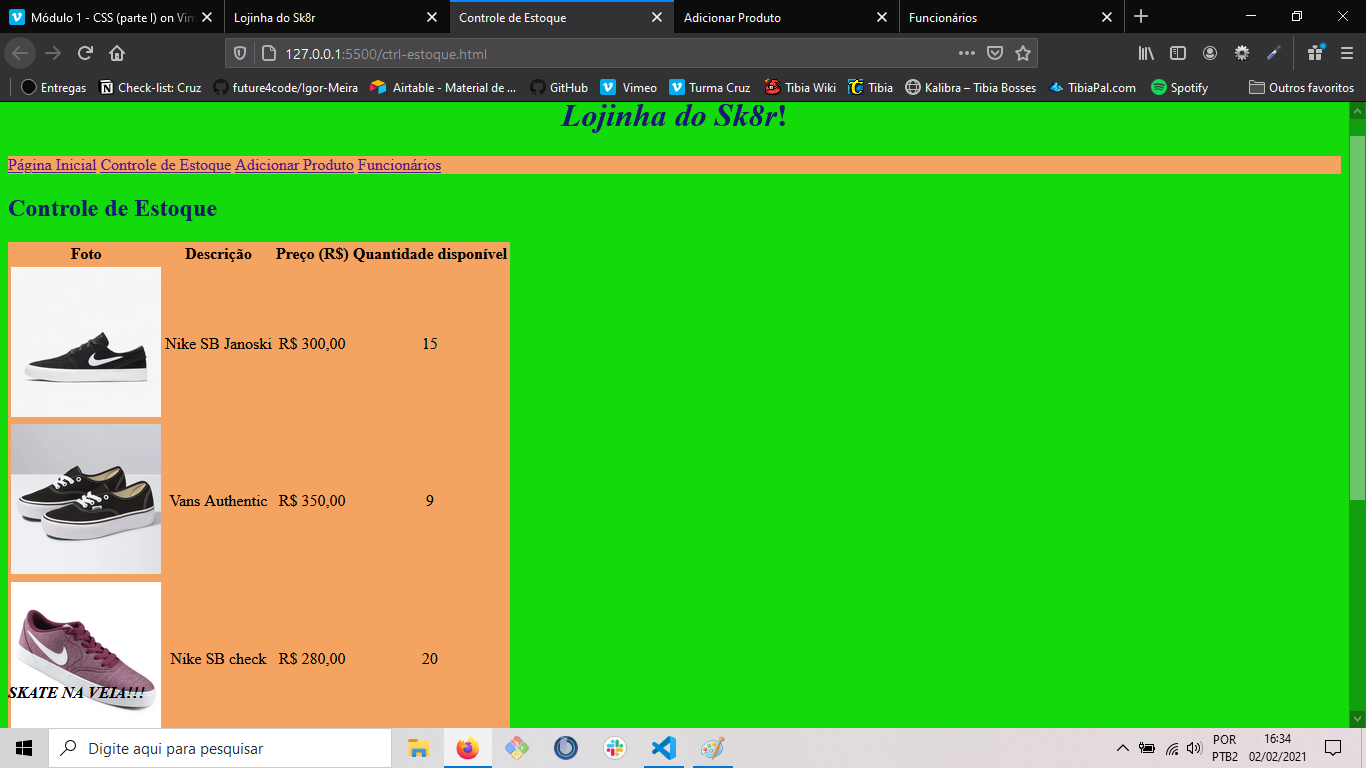 Módulo 1 - CSS (parte I) on Vim
Lojinha do Sk8r
Controle de Estoque
Adicionar Produto
Funcionários
127.0.0.1:5500/ctrl-estoque.html
Entregas
Check-list: Cruz
future4code/Igor-Meira
Airtable - Material de ...
GitHub
Vimeo
Turma Cruz
Tibia Wiki
Tibia
Kalibra – Tibia Bosses
TibiaPal.com
Spotify
Outros favoritos
Lojinha do Sk8r!
Página Inicial Controle de Estoque Adicionar Produto Funcionários
Controle de Estoque
Foto Descrição Preço (R$) Quantidade disponível
Nike SB Janoski R$ 300,00 15
Vans Authentic R$ 350,00 9
Nike SB check R$ 280,00 20
SKATE NA VEIA!!!
Digite aqui para pesquisar
POR
PTB2
16:34
02/02/2021